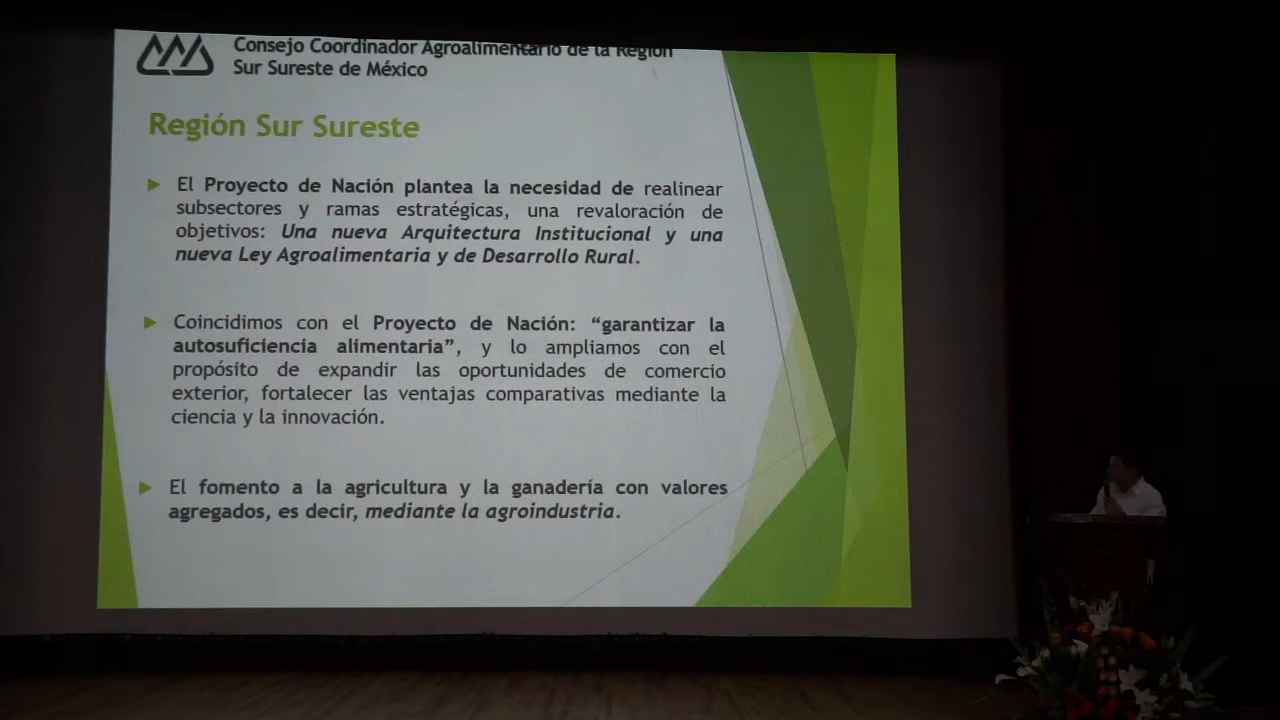 Consejo Coordinador Agroalimentario de la Región
Sur Sureste de México
Región Sur Sureste
El Proyecto de Nación plantea la necesidad de realinear
subsectores y ramas estratégicas, una revaloración de
objetivos: Una nueva Arquitectura Institucional y una
nueva Ley Agroalimentaria y de Desarrollo Rural.
Coincidimos con el Proyecto de Nación: “garantizar la
autosuficiencia alimentaria”, y lo ampliamos con el
propósito de expandir las oportunidades de comercio
exterior, fortalecer las ventajas comparativas mediante la
ciencia y la innovación.
El fomento a la agricultura y la ganadería con valores
agregados, es decir, mediante la agroindustria.